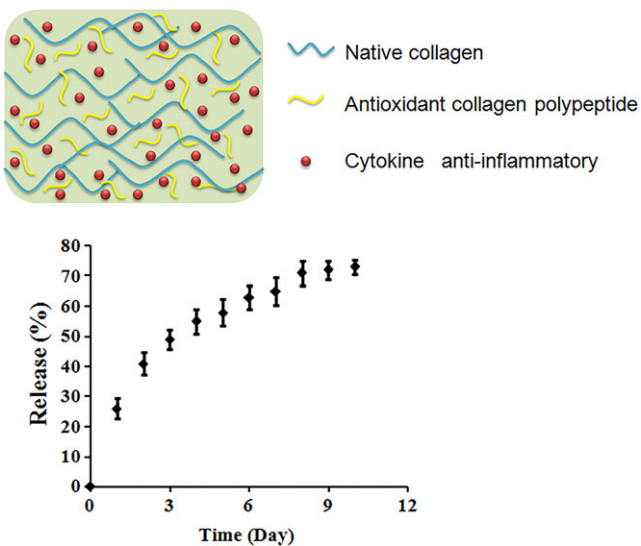 Native collagen
Antioxidant collagen polypeptide
Cytokine anti-inflammatory
80
70
60
50
40
30
20
10
0
Release (%)
0 3 6 9 12
Time (Day)